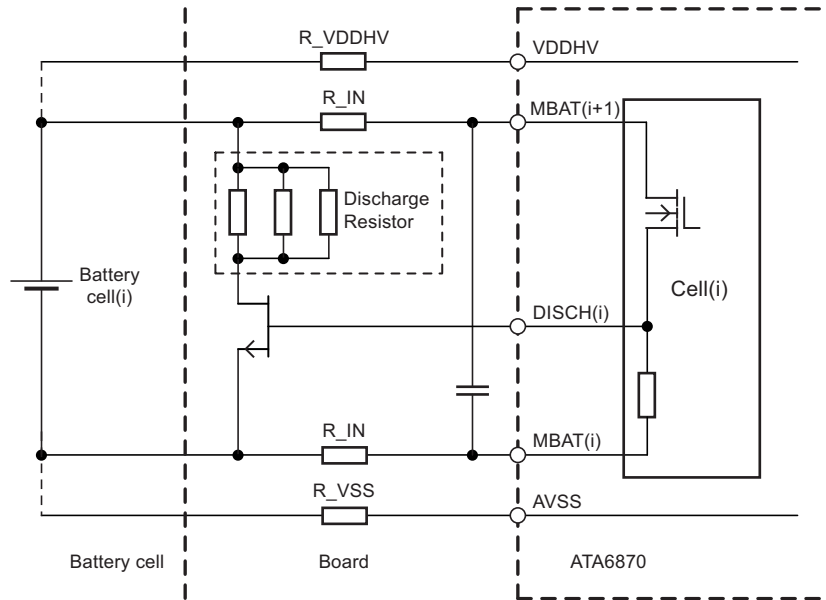 R_VDDHV
VDDHV
R_IN
MBAT(i+1)
Discharge
Resistor
Battery
cell(i)
Cell(i)
DISCH(i)
R_IN
MBAT(i)
R_VSS
AVSS
Battery cell
Board
ATA6870